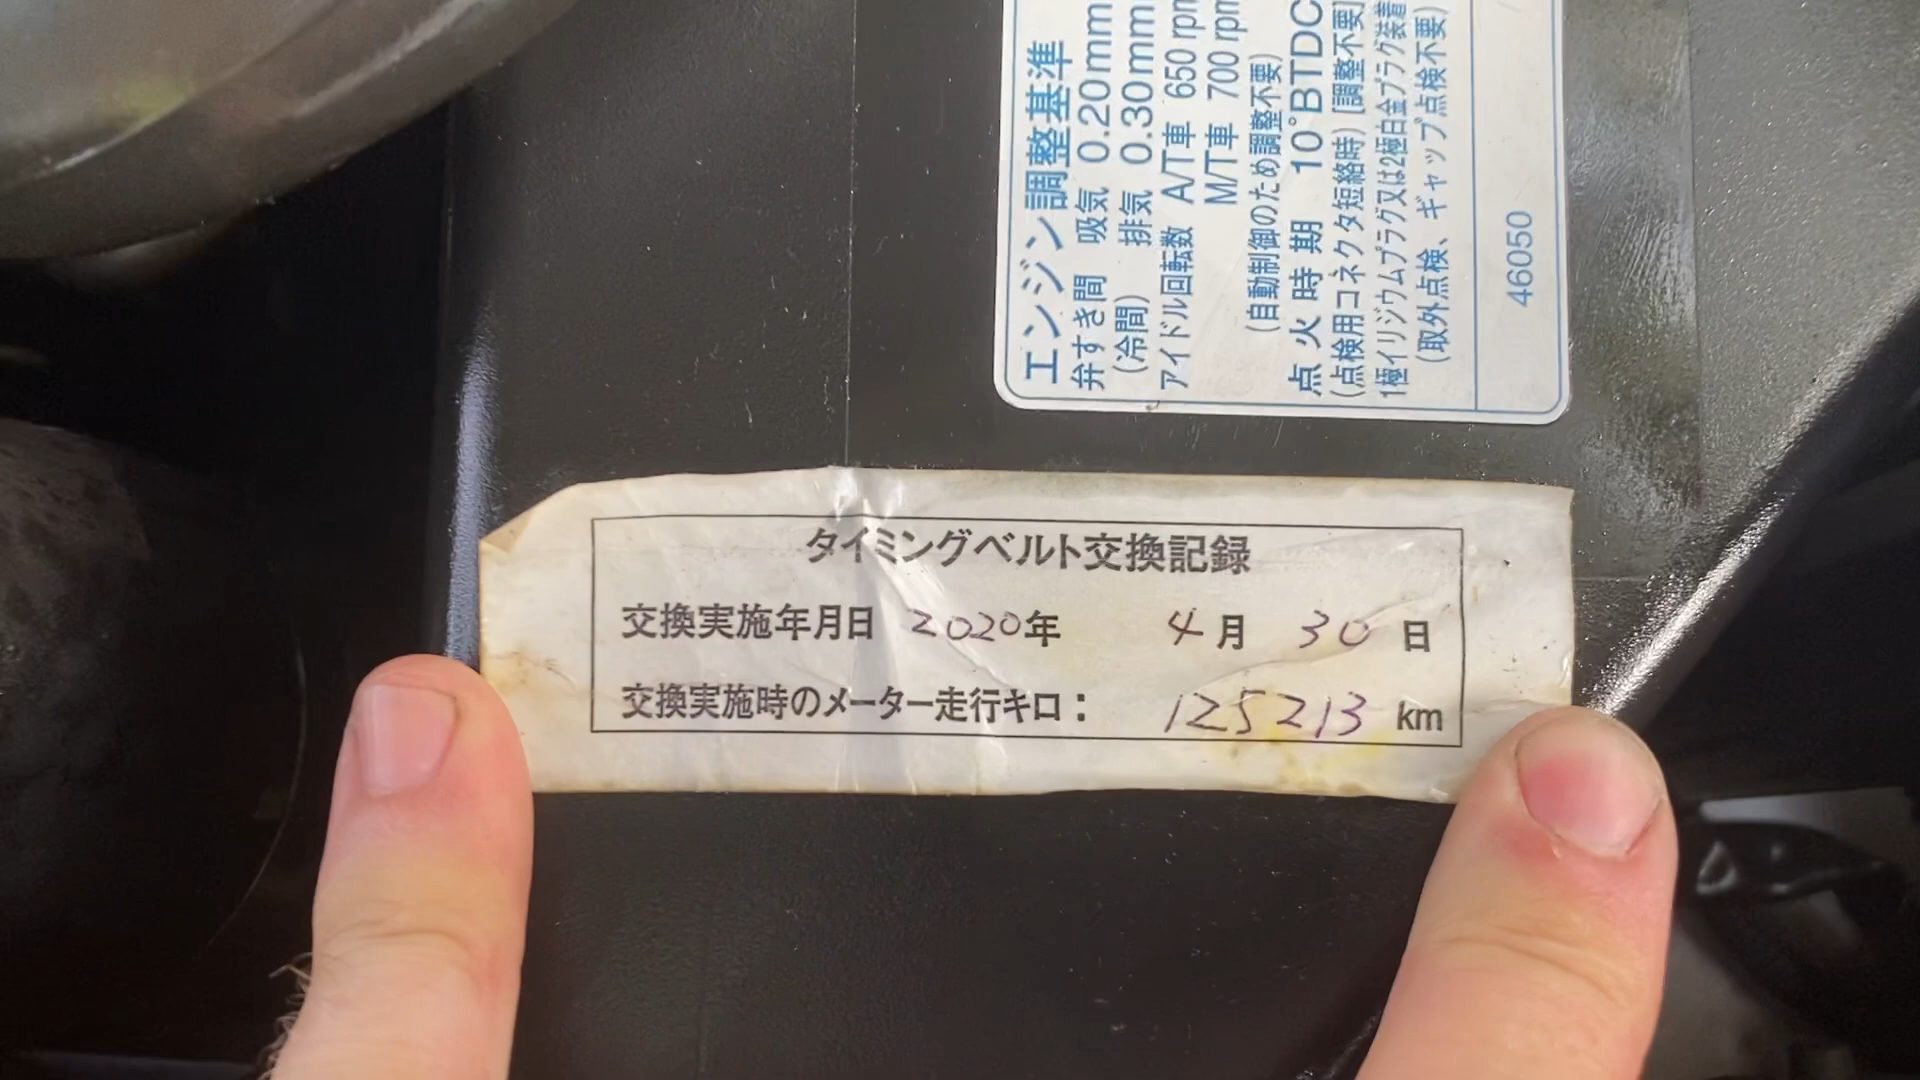 エンジン調整基準
弁すき間 吸気 0.20mm
(冷間) 排気 0.30mm
アイドル回転数 A/T車 650 rpm
M/T車 700 rpm
(自動制御のため調整不要)
点火時期 10°BTDC
(点検用コネクタ短絡時) [調整不要]
1極イリジウムプラグ又は2極白金プラグ装着
(取外点検、ギャップ点検不要)
46050
タイミングベルト交換記録
交換実施年月日 2020年 4月 30日
交換実施時のメーター走行キロ: 125213 km